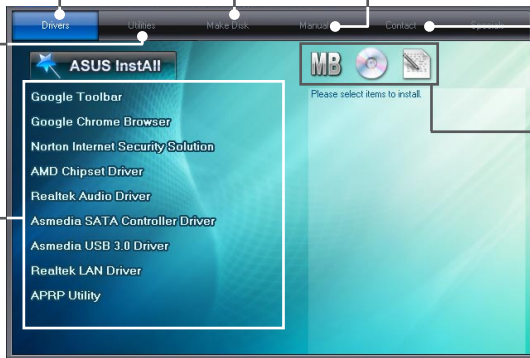 Drivers Utilities Make Disk Manual Contact Specials
ASUS InstAll
MB
Please select items to install.
Google Toolbar
Google Chrome Browser
Norton Internet Security Solution
AMD Chipset Driver
Realtek Audio Driver
Asmedia SATA Controller Driver
Asmedia USB 3.0 Driver
Realtek LAN Driver
APRP Utility